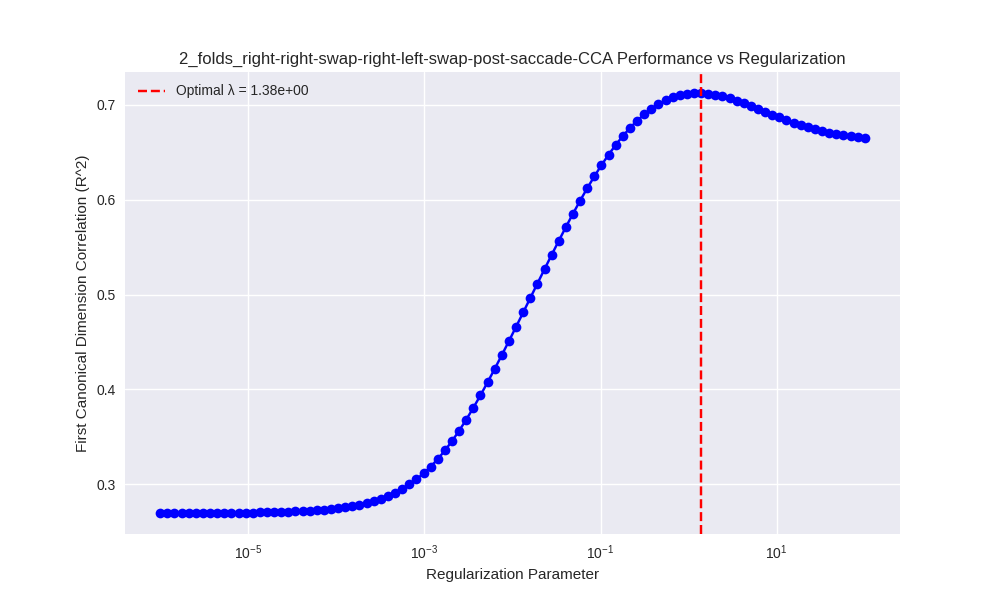 2_folds_right-right-swap-right-left-swap-post-saccade-CCA Performance vs Regularization
Optimal λ = 1.38e+00
First Canonical Dimension Correlation (R^2)
0.7
0.6
0.5
0.4
0.3
10⁻⁵
10⁻³
10⁻¹
10¹
Regularization Parameter